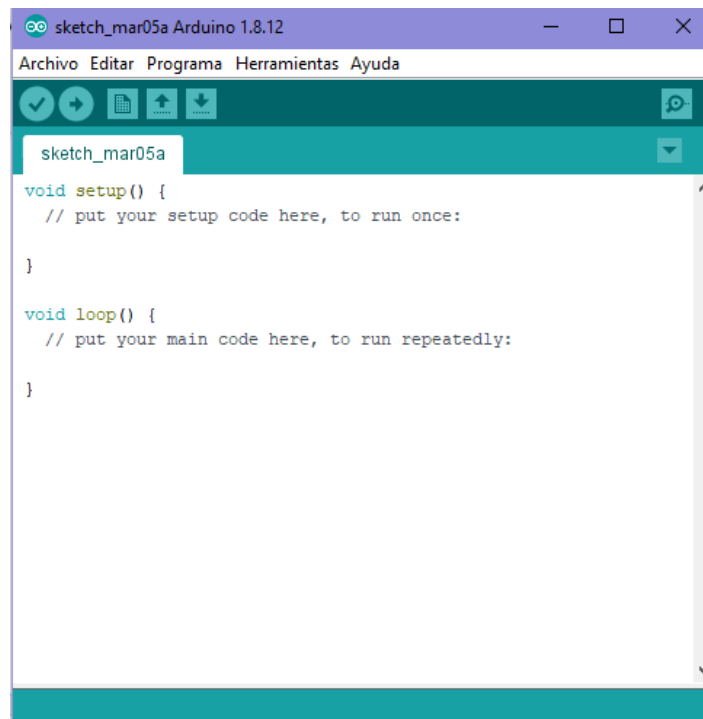 sketch_mar05a Arduino 1.8.12
Archivo Editar Programa Herramientas Ayuda
sketch_mar05a
void setup() {
  // put your setup code here, to run once:
}
void loop() {
  // put your main code here, to run repeatedly:
}